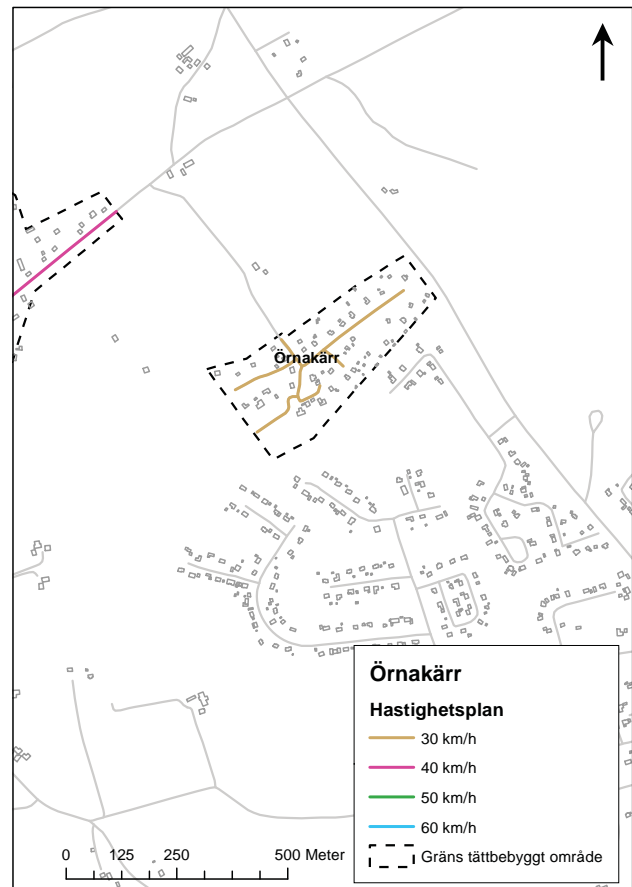 Örnakärr
Örnakärr
Hastighetsplan
30 km/h
40 km/h
50 km/h
60 km/h
Gräns tättbebyggt område
0 125 250 500 Meter